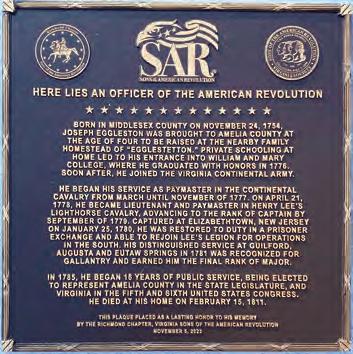 SAR
SONS OF THE AMERICAN REVOLUTION
HERE LIES AN OFFICER OF THE AMERICAN REVOLUTION
BORN IN MIDDLESEX COUNTY ON NOVEMBER 24, 1754,
JOSEPH EGGLESTON WAS BROUGHT TO AMELIA COUNTY AT
THE AGE OF FOUR TO BE RAISED AT THE NEARBY FAMILY
HOMESTEAD OF "EGGLESTETTON." PRIVATE SCHOOLING AT
HOME LED TO HIS ENTRANCE INTO WILLIAM AND MARY
COLLEGE, WHERE HE GRADUATED WITH HONORS IN 1776.
SOON AFTER, HE JOINED THE VIRGINIA CONTINENTAL ARMY.
HE BEGAN HIS SERVICE AS PAYMASTER IN THE CONTINENTAL
CAVALRY FROM MARCH UNTIL NOVEMBER OF 1777. ON APRIL 21,
1778, HE BECAME LIEUTENANT AND PAYMASTER IN HENRY LEE'S
LIGHTHORSE CAVALRY, ADVANCING TO THE RANK OF CAPTAIN BY
SEPTEMBER OF 1779. CAPTURED AT ELIZABETHTOWN, NEW JERSEY
ON JANUARY 25, 1780, HE WAS RESTORED TO DUTY IN A PRISONER
EXCHANGE AND ABLE TO REJOIN LEE'S LEGION FOR OPERATIONS
IN THE SOUTH. HIS DISTINGUISHED SERVICE AT GUILFORD,
AUGUSTA AND EUTAW SPRINGS IN 1781 WAS RECOGNIZED FOR
GALLANTRY AND EARNED HIM THE FINAL RANK OF MAJOR.
IN 1785, HE BEGAN 18 YEARS OF PUBLIC SERVICE, BEING ELECTED
TO REPRESENT AMELIA COUNTY IN THE STATE LEGISLATURE, AND
VIRGINIA IN THE FIFTH AND SIXTH UNITED STATES CONGRESS.
HE DIED AT HIS HOME ON FEBRUARY 15, 1811.
THIS PLAQUE PLACED AS A LASTING HONOR TO HIS MEMORY
BY THE RICHMOND CHAPTER, VIRGINIA SONS OF THE AMERICAN REVOLUTION
NOVEMBER 5, 2023